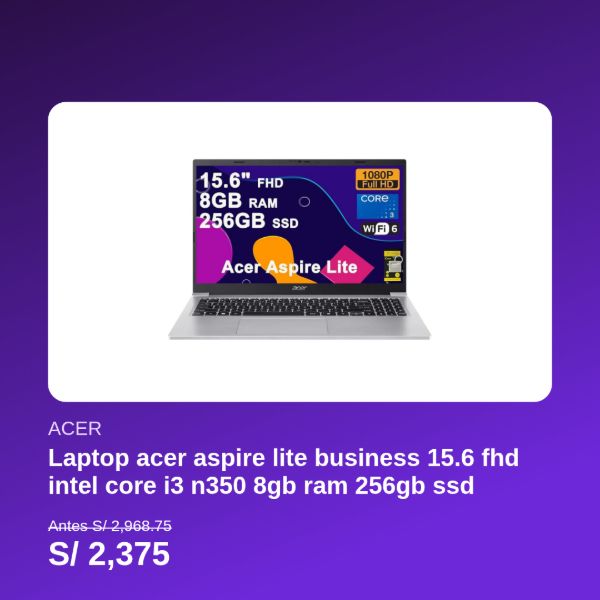 15.6" FHD
8GB RAM
256GB SSD
1080P
Full HD
CORE
i3
WiFi 6
Acer Aspire Lite
acer
ACER
Laptop acer aspire lite business 15.6 fhd
intel core i3 n350 8gb ram 256gb ssd
Antes S/ 2,968.75
S/ 2,375